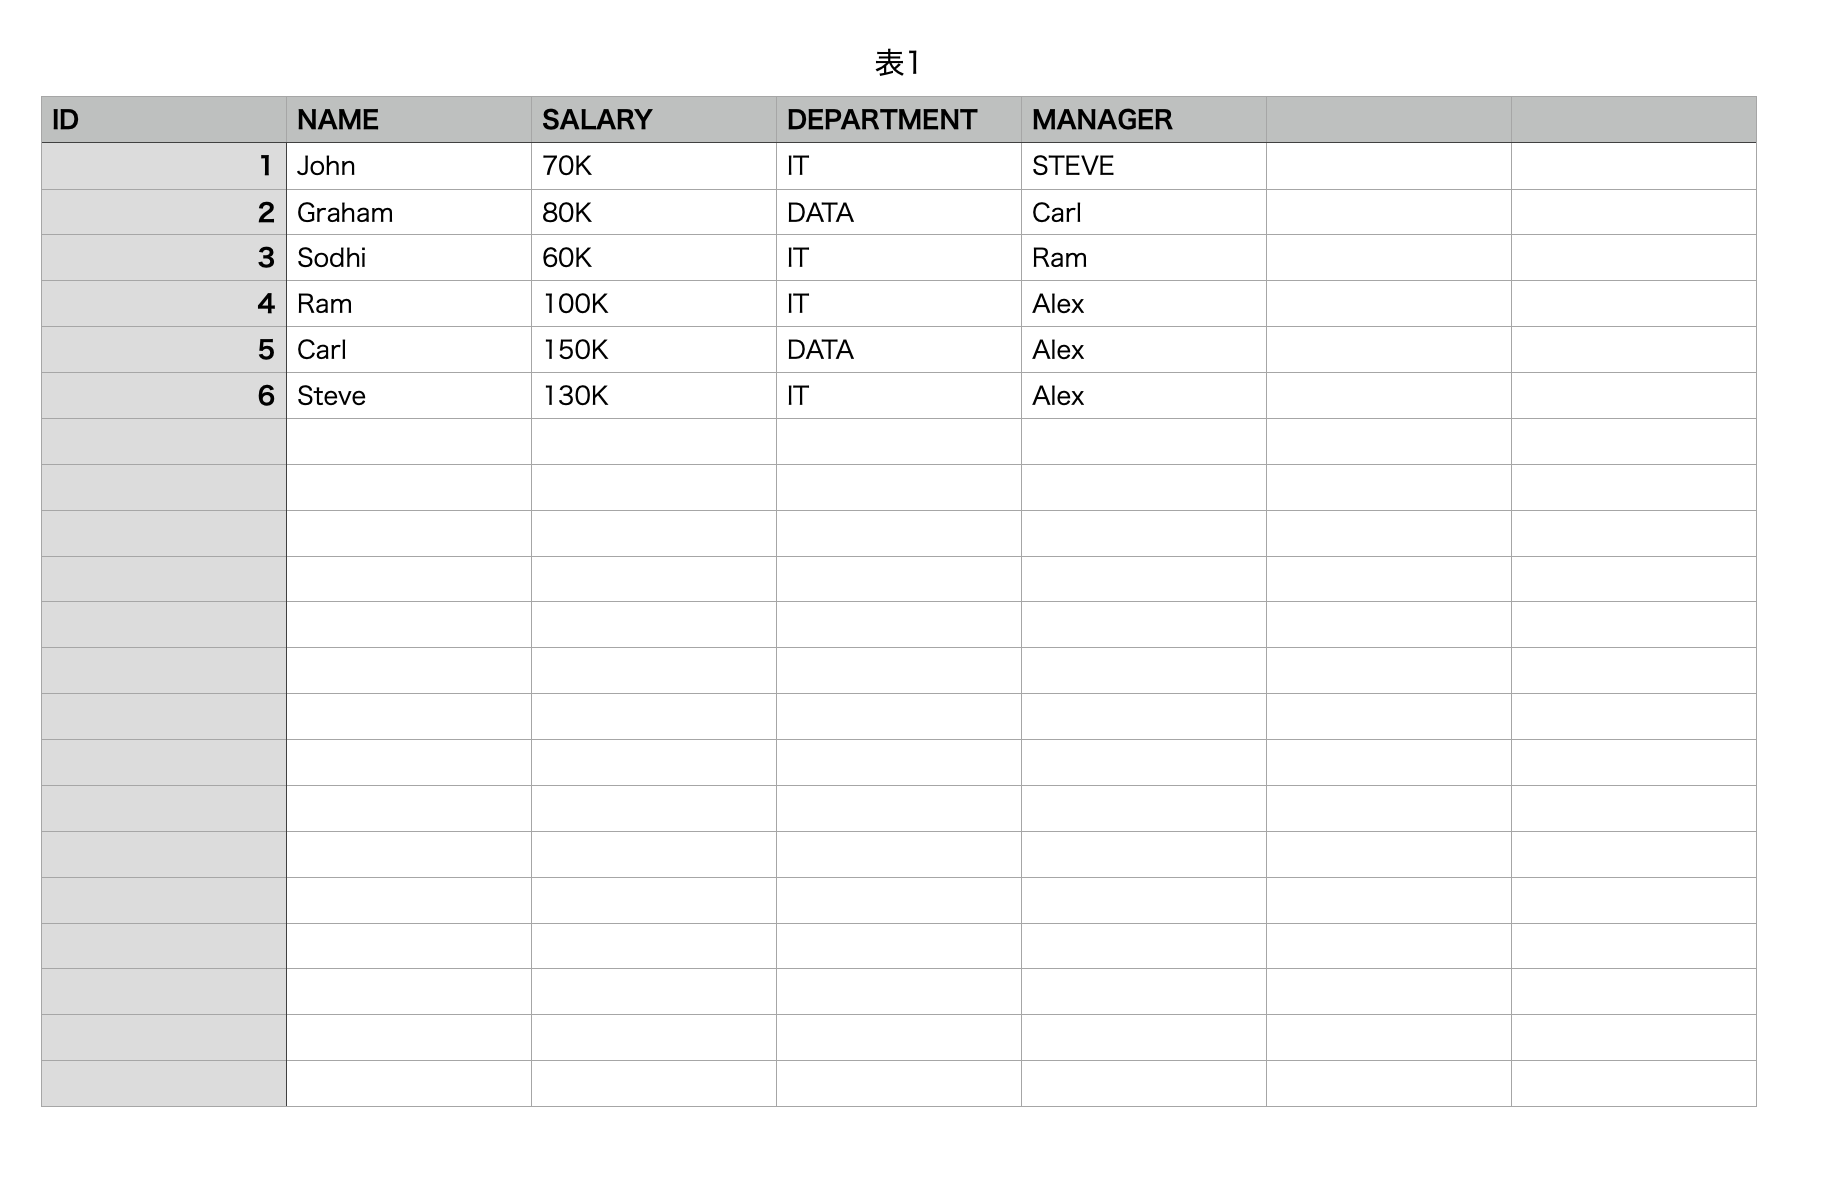 表1
ID NAME SALARY DEPARTMENT MANAGER
1 John 70K IT STEVE
2 Graham 80K DATA Carl
3 Sodhi 60K IT Ram
4 Ram 100K IT Alex
5 Carl 150K DATA Alex
6 Steve 130K IT Alex